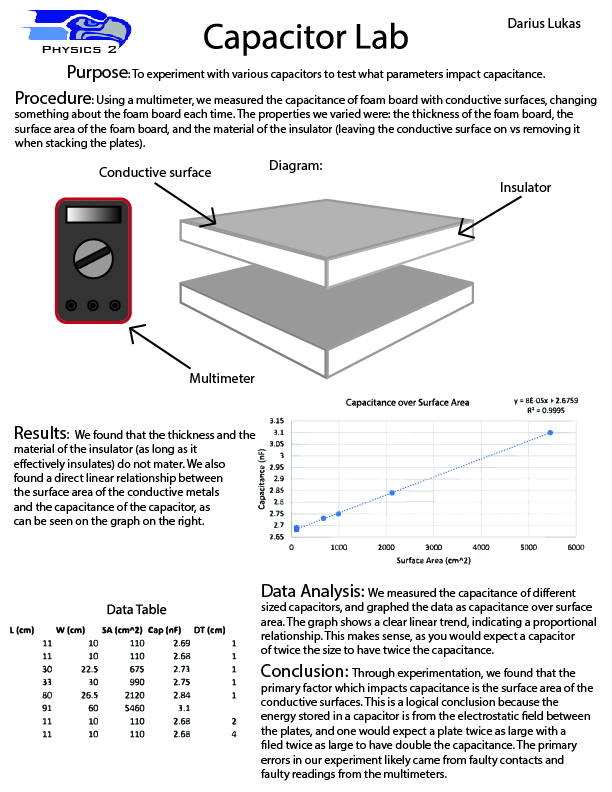 PHYSICS 2
Capacitor Lab
Darius Lukas
Purpose: To experiment with various capacitors to test what parameters impact capacitance.
Procedure: Using a multimeter, we measured the capacitance of foam board with conductive surfaces, changing
something about the foam board each time. The properties we varied were: the thickness of the foam board, the
surface area of the foam board, and the material of the insulator (leaving the conductive surface on vs removing it
when stacking the plates).
Diagram:
Conductive surface
Insulator
Multimeter
Results: We found that the thickness and the
material of the insulator (as long as it
effectively insulates) do not mater. We also
found a direct linear relationship between
the surface area of the conductive metals
and the capacitance of the capacitor, as
can be seen on the graph on the right.
Capacitance over Surface Area
y = 8E-05x + 2.6759
R² = 0.9995
Capacitance (nF)
3.15
3.1
3.05
3
2.95
2.9
2.85
2.8
2.75
2.7
2.65
0 1000 2000 3000 4000 5000 6000
Surface Area (cm^2)
Data Table
L (cm) W (cm) SA (cm^2) Cap (nF) DT (cm)
11 10 110 2.69 1
11 10 110 2.68 1
30 22.5 675 2.73 1
33 30 990 2.75 1
80 26.5 2120 2.84 1
91 60 5460 3.1
11 10 110 2.68 2
11 10 110 2.68 4
Data Analysis: We measured the capacitance of different
sized capacitors, and graphed the data as capacitance over surface
area. The graph shows a clear linear trend, indicating a proportional
relationship. This makes sense, as you would expect a capacitor
of twice the size to have twice the capacitance.
Conclusion: Through experimentation, we found that the
primary factor which impacts capacitance is the surface area of the
conductive surfaces. This is a logical conclusion because the
energy stored in a capacitor is from the electrostatic field between
the plates, and one would expect a plate twice as large with a
filed twice as large to have double the capacitance. The primary
errors in our experiment likely came from faulty contacts and
faulty readings from the multimeters.